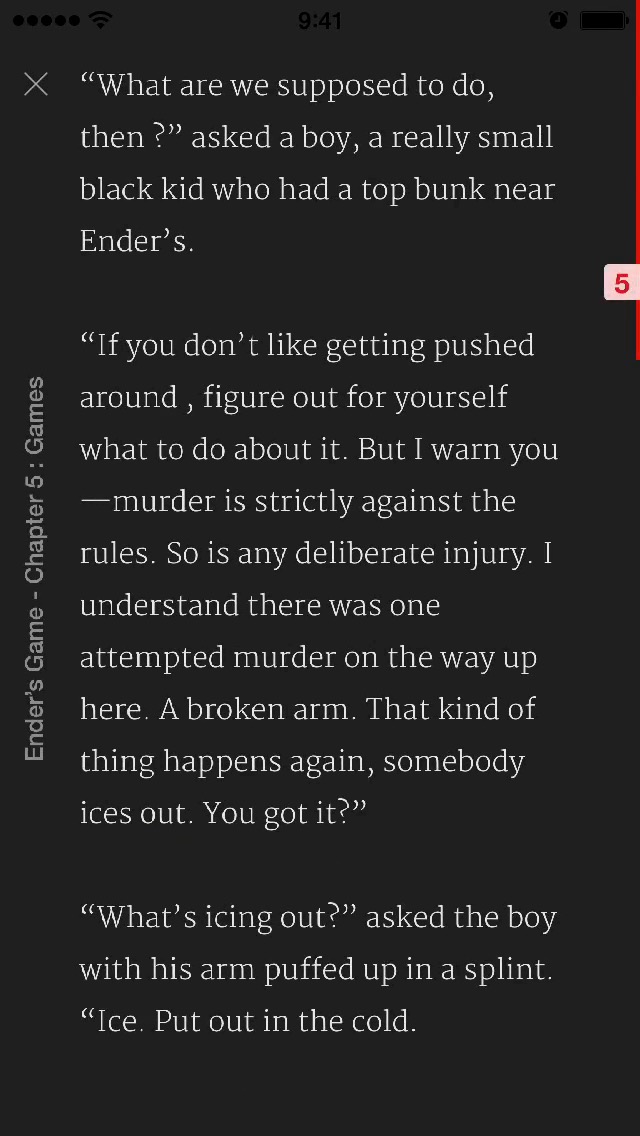 9:41
“What are we supposed to do,
then ?” asked a boy, a really small
black kid who had a top bunk near
Ender’s.
5
“If you don’t like getting pushed
around , figure out for yourself
what to do about it. But I warn you
—murder is strictly against the
rules. So is any deliberate injury. I
understand there was one
attempted murder on the way up
here. A broken arm. That kind of
thing happens again, somebody
ices out. You got it?”
“What’s icing out?” asked the boy
with his arm puffed up in a splint.
“Ice. Put out in the cold.
Ender’s Game - Chapter 5 : Games